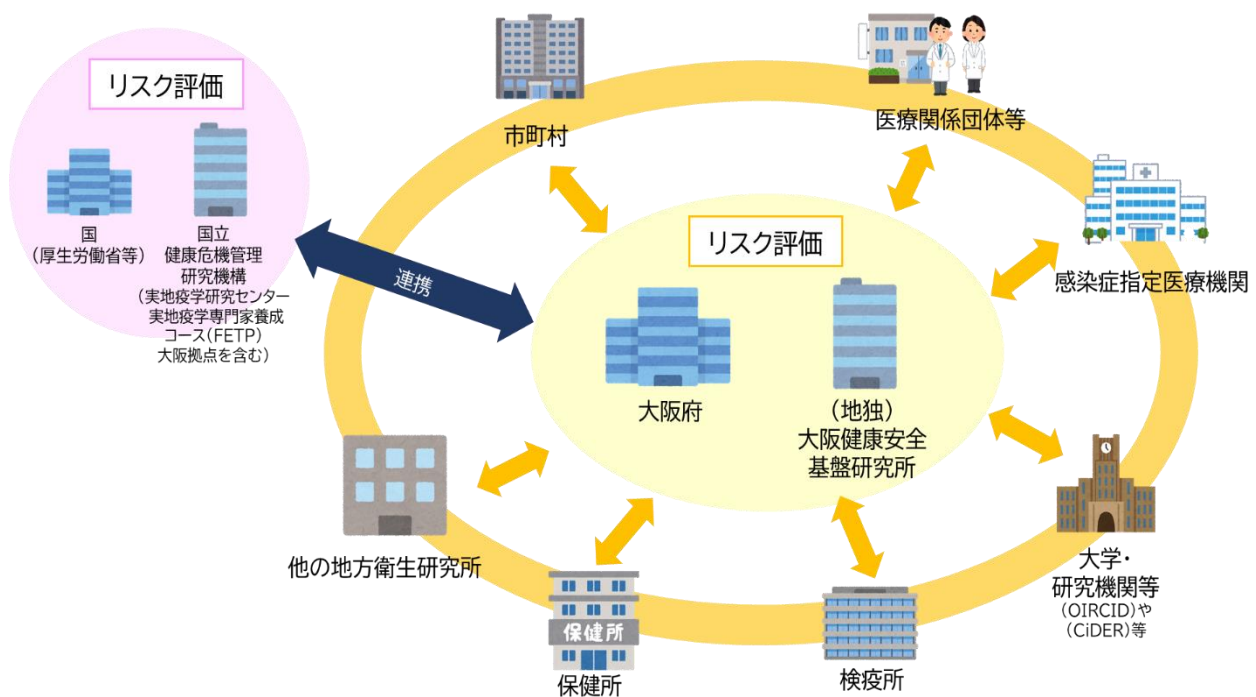 リスク評価
国
(厚生労働省等)
国立
健康危機管理
研究機構
(実地疫学研究センター
実地疫学専門家養成
コース(FETP)
大阪拠点を含む)
連携
市町村
医療関係団体等
感染症指定医療機関
リスク評価
大阪府
(地独)
大阪健康安全
基盤研究所
大学・
研究機関等
(OIRCID)や
(CiDER)等
他の地方衛生研究所
保健所
保健所
検疫所